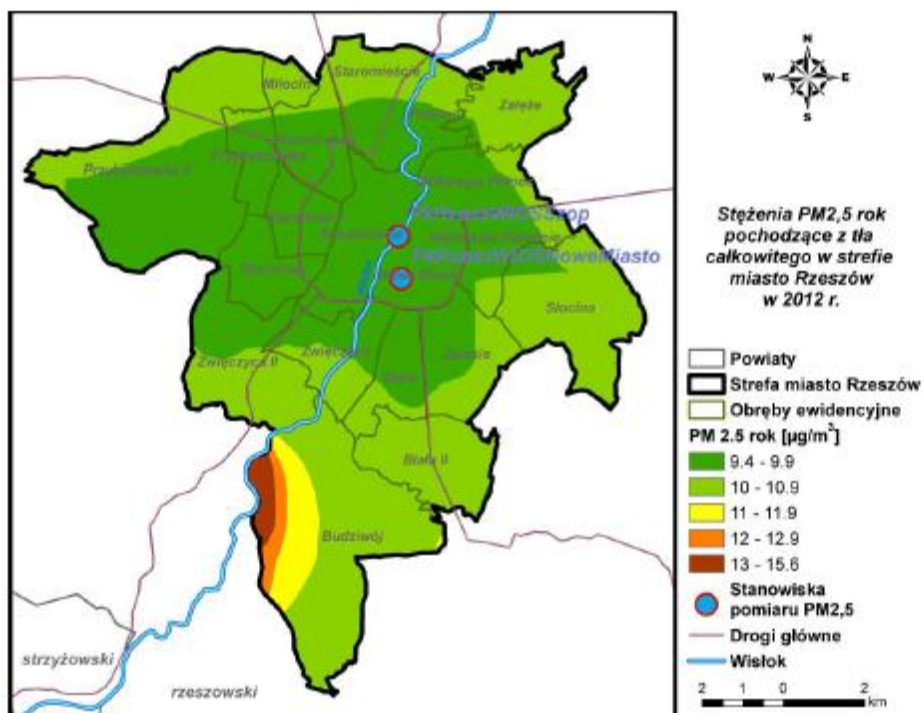 Staromieście
Miłocin
Załęże
Przybyszówka II
N
W E
S
Stężenia PM2,5 rok
pochodzące z tła
całkowitego w strefie
miasto Rzeszów
w 2012 r.
Słocina
Zalesie
Zwięczyca II
Biała II
Budziwój
strzyżowski
rzeszowski
Powiaty
Strefa miasto Rzeszów
Obręby ewidencyjne
PM 2.5 rok [µg/m³]
9.4 - 9.9
10 - 10.9
11 - 11.9
12 - 12.9
13 - 15.6
Stanowiska
pomiaru PM2,5
Drogi główne
Wisłok
2 1 0 2
km